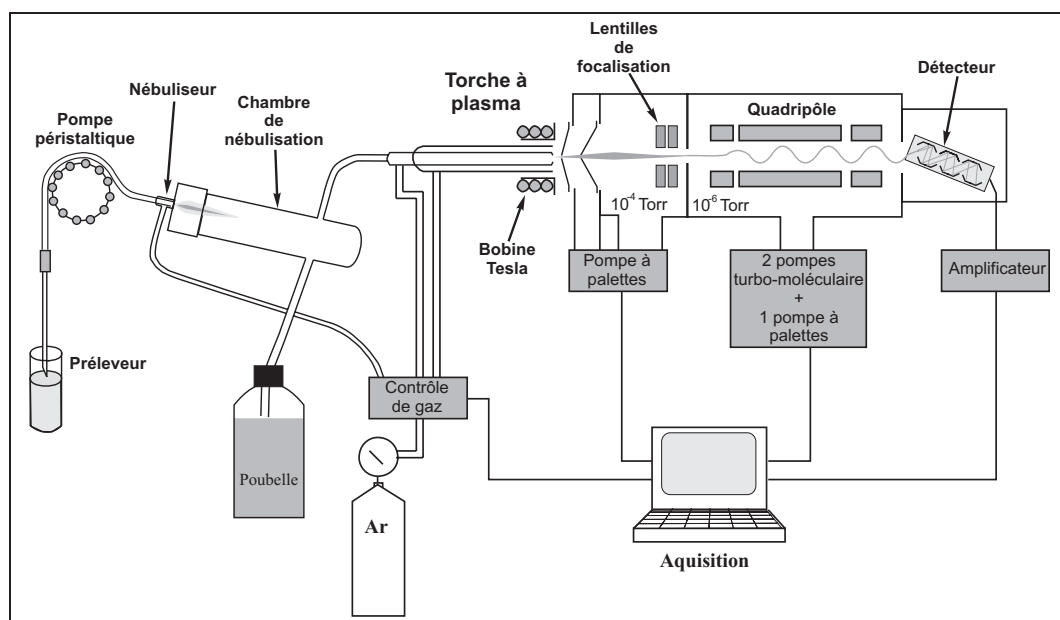 Lentilles
de
focalisation
Détecteur
Torche à
plasma
Nébuliseur
Chambre
de
nébulisation
Quadripôle
Pompe
péristaltique
10-4 Torr
10-6 Torr
Bobine
Tesla
Pompe à
palettes
2 pompes
turbo-moléculaire
+
1 pompe à
palettes
Amplificateur
Préleveur
Contrôle
de gaz
Poubelle
Ar
Aquisition